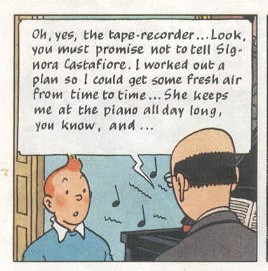 Oh, yes, the tape-recorder... Look,
you must promise not to tell Sig-
nora Castafiore. I worked out a
plan so I could get some fresh air
from time to time... She keeps
me at the piano all day long,
you know, and ...